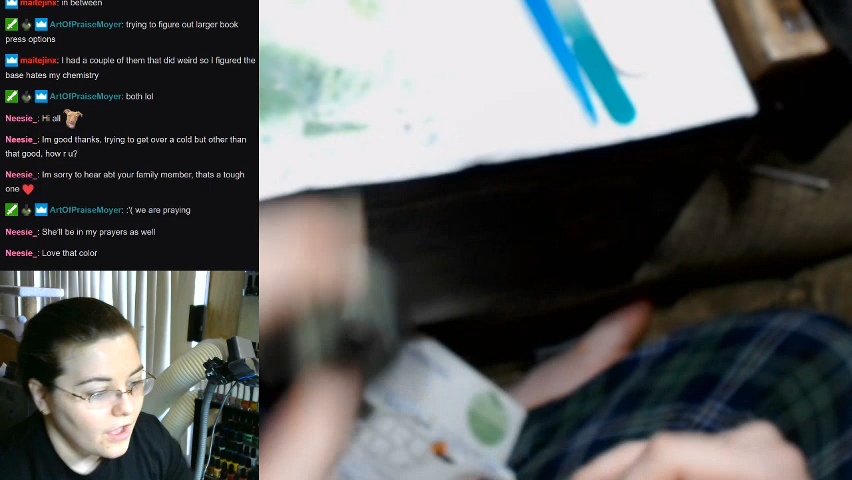 maitejinx: in between
ArtOfPraiseMoyer: trying to figure out larger book
press options
maitejinx: I had a couple of them that did weird so I figured the
base hates my chemistry
ArtOfPraiseMoyer: both lol
Neesie_: Hi all
Neesie_: Im good thanks, trying to get over a cold but other than
that good, how r u?
Neesie_: Im sorry to hear abt your family member, thats a tough
one
ArtOfPraiseMoyer: :'( we are praying
Neesie_: She'll be in my prayers as well
Neesie_: Love that color